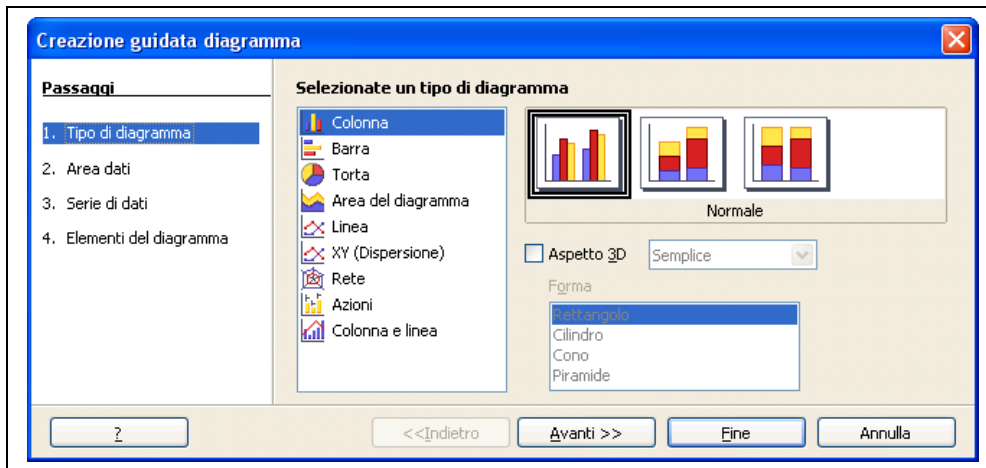 Creazione guidata diagramma
Passaggi
1. Tipo di diagramma
2. Area dati
3. Serie di dati
4. Elementi del diagramma
Selezionate un tipo di diagramma
Colonna
Barra
Torta
Area del diagramma
Linea
XY (Dispersione)
Rete
Azioni
Colonna e linea
Normale
Aspetto 3D
Semplice
Forma
Rettangolo
Cilindro
Cono
Piramide
?
<<Indietro
Avanti >>
Fine
Annulla